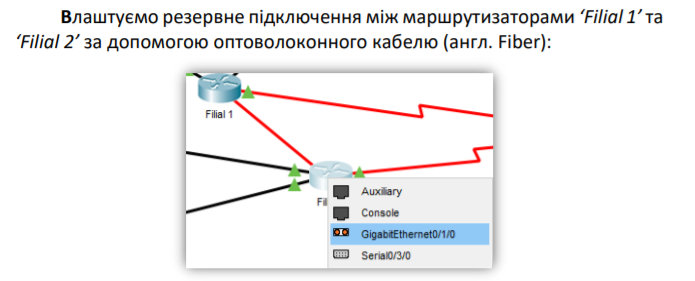 Влаштуємо резервне підключення між маршрутизаторами ‘Filial 1’ та
‘Filial 2’ за допомогою оптоволоконного кабелю (англ. Fiber):
Filial 1
Auxiliary
Console
GigabitEthernet0/1/0
Serial0/3/0